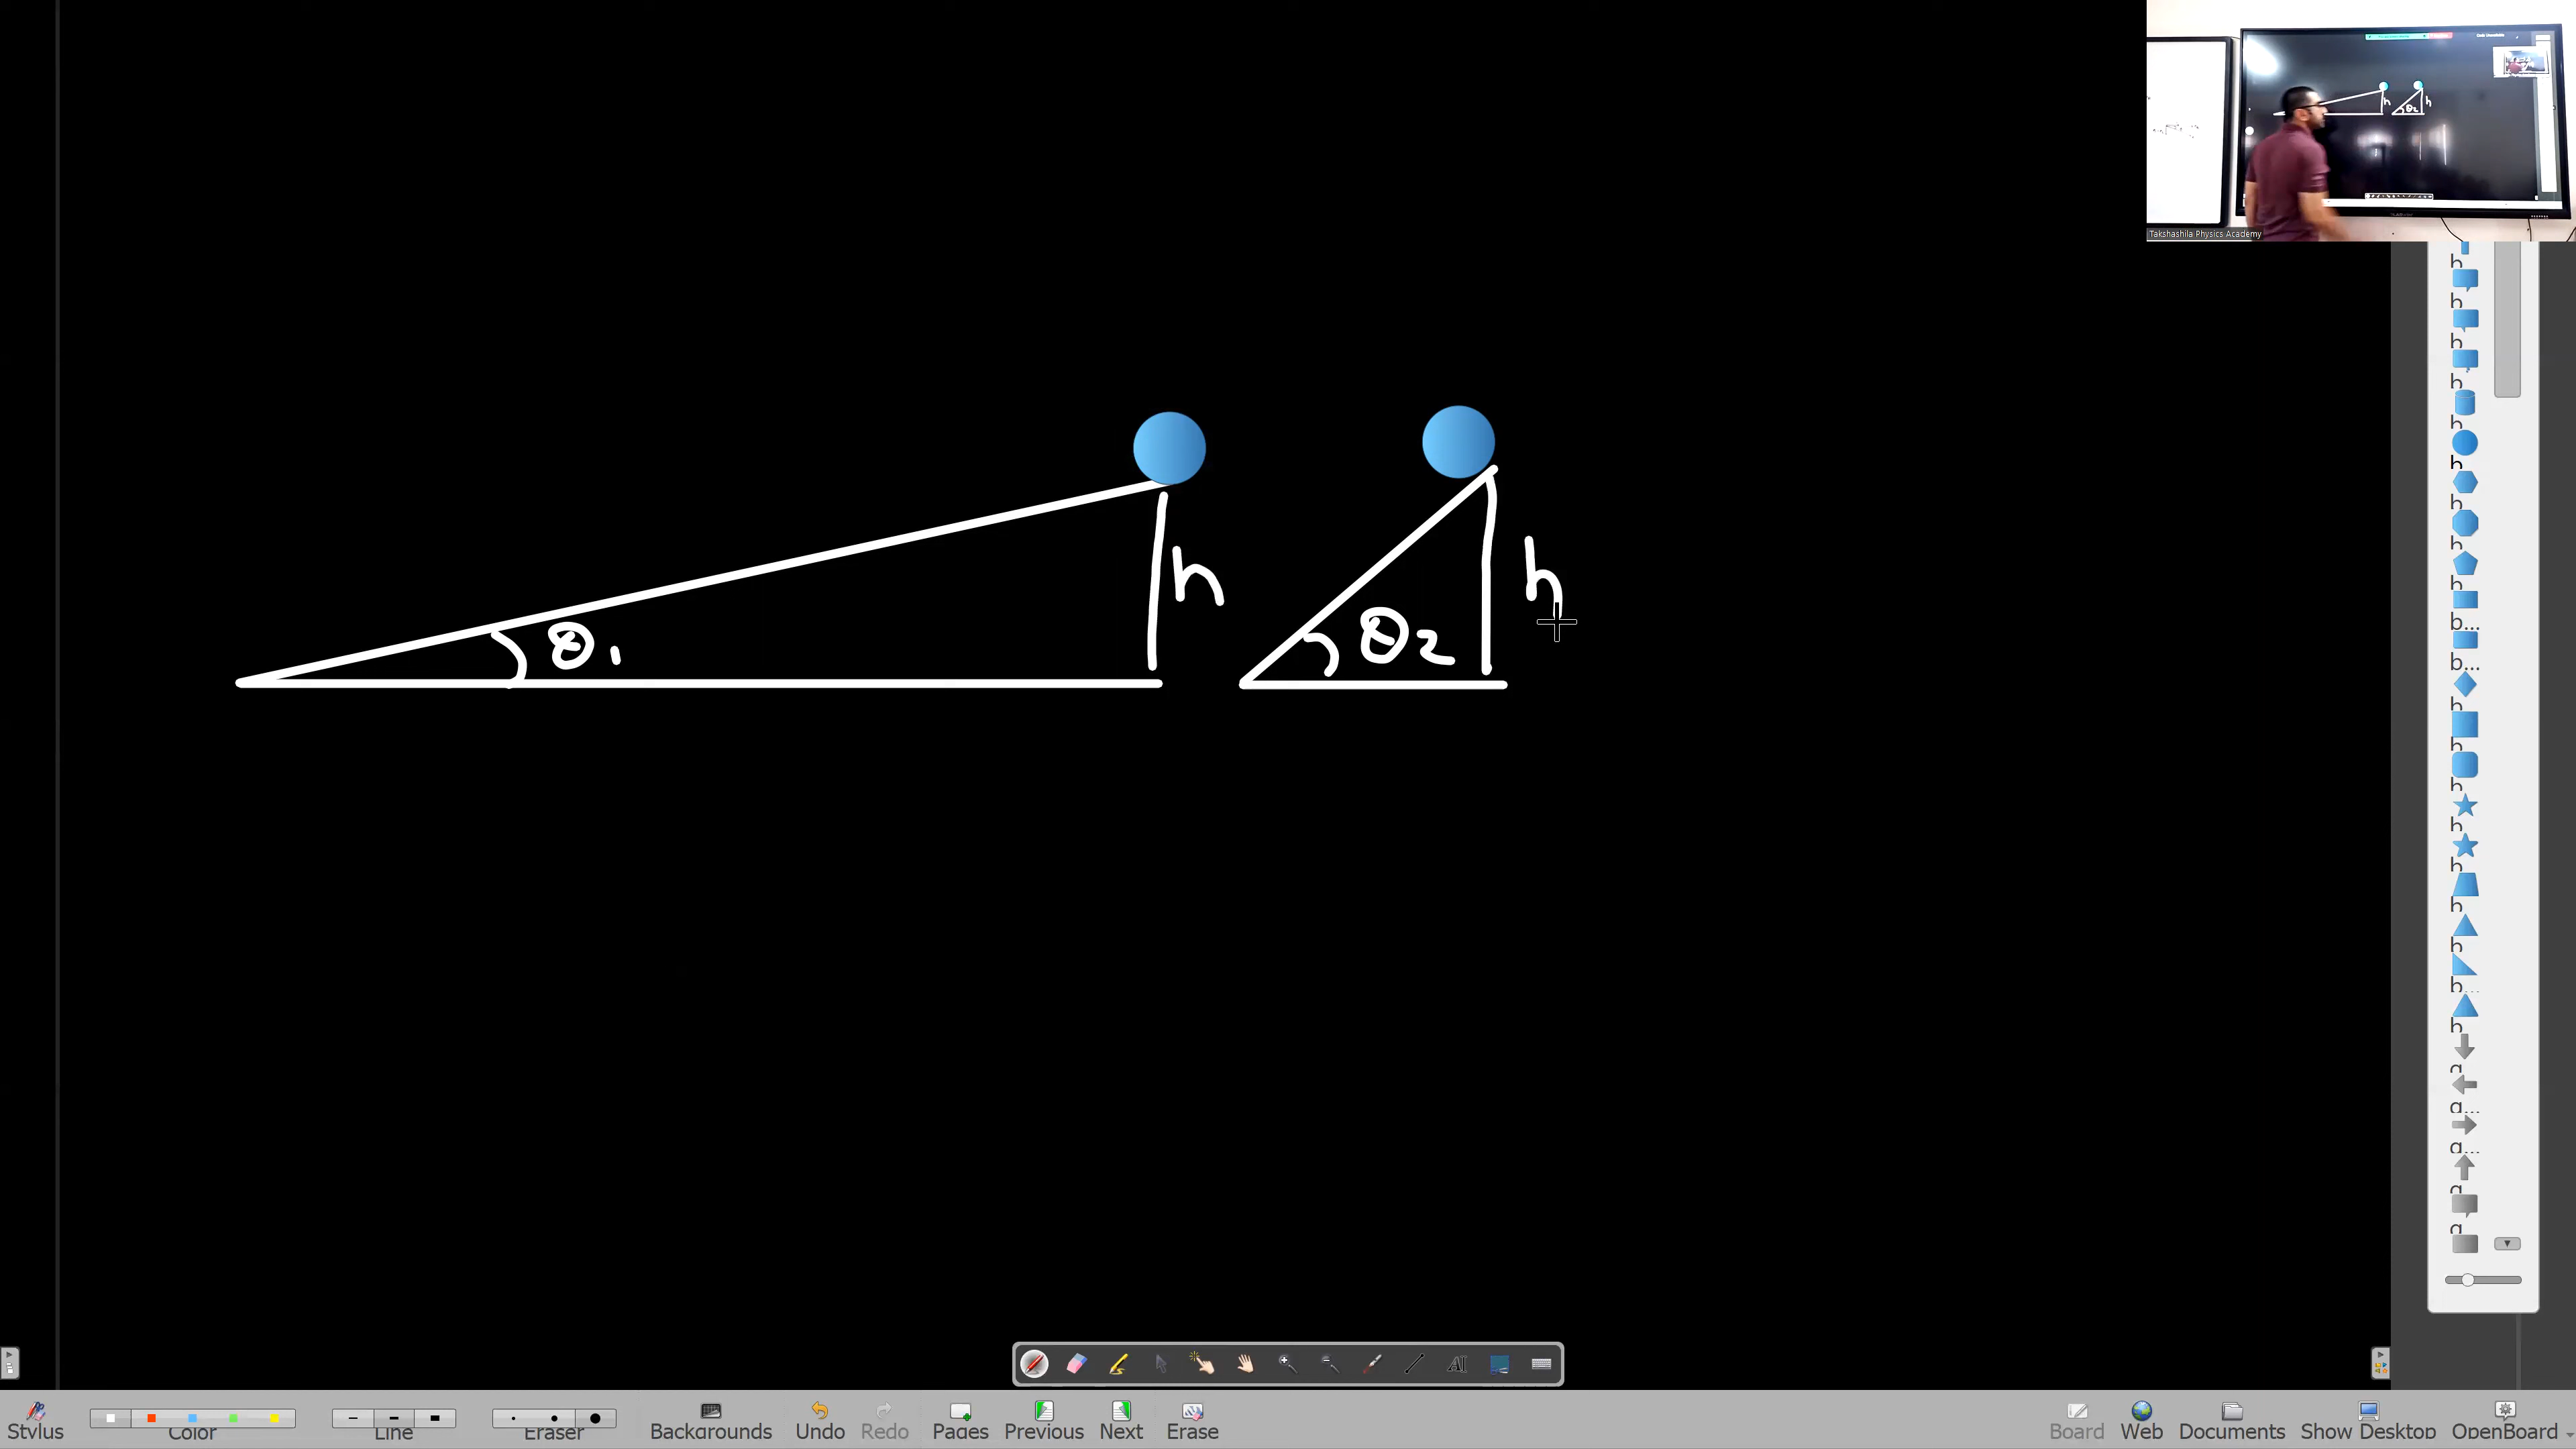 Takshashila Physics Academy
h
h
θ1
θ2
b
b
b
b
b
b
b
b
b
b...
b...
b
b
b
b
b
b
b
b
b...
b
a
a...
a...
a
a
Stylus
Color
Line
Eraser
Backgrounds
Undo
Redo
Pages
Previous
Next
Erase
Board
Web
Documents
Show Desktop
OpenBoard